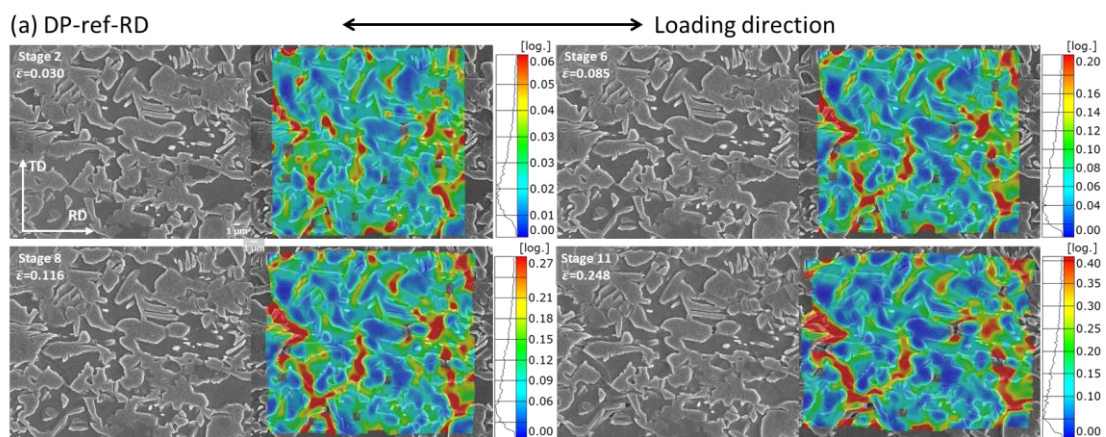 (a) DP-ref-RD
Loading direction
Stage 2
ε̄=0.030
TD
RD
1 μm
[log.]
0.06
0.05
0.04
0.03
0.03
0.02
0.01
0.00
Stage 6
ε̄=0.085
[log.]
0.20
0.16
0.14
0.12
0.10
0.08
0.06
0.04
0.00
Stage 8
ε̄=0.116
[log.]
0.27
0.21
0.18
0.15
0.12
0.09
0.06
0.00
Stage 11
ε̄=0.248
[log.]
0.40
0.35
0.30
0.25
0.20
0.15
0.10
0.00